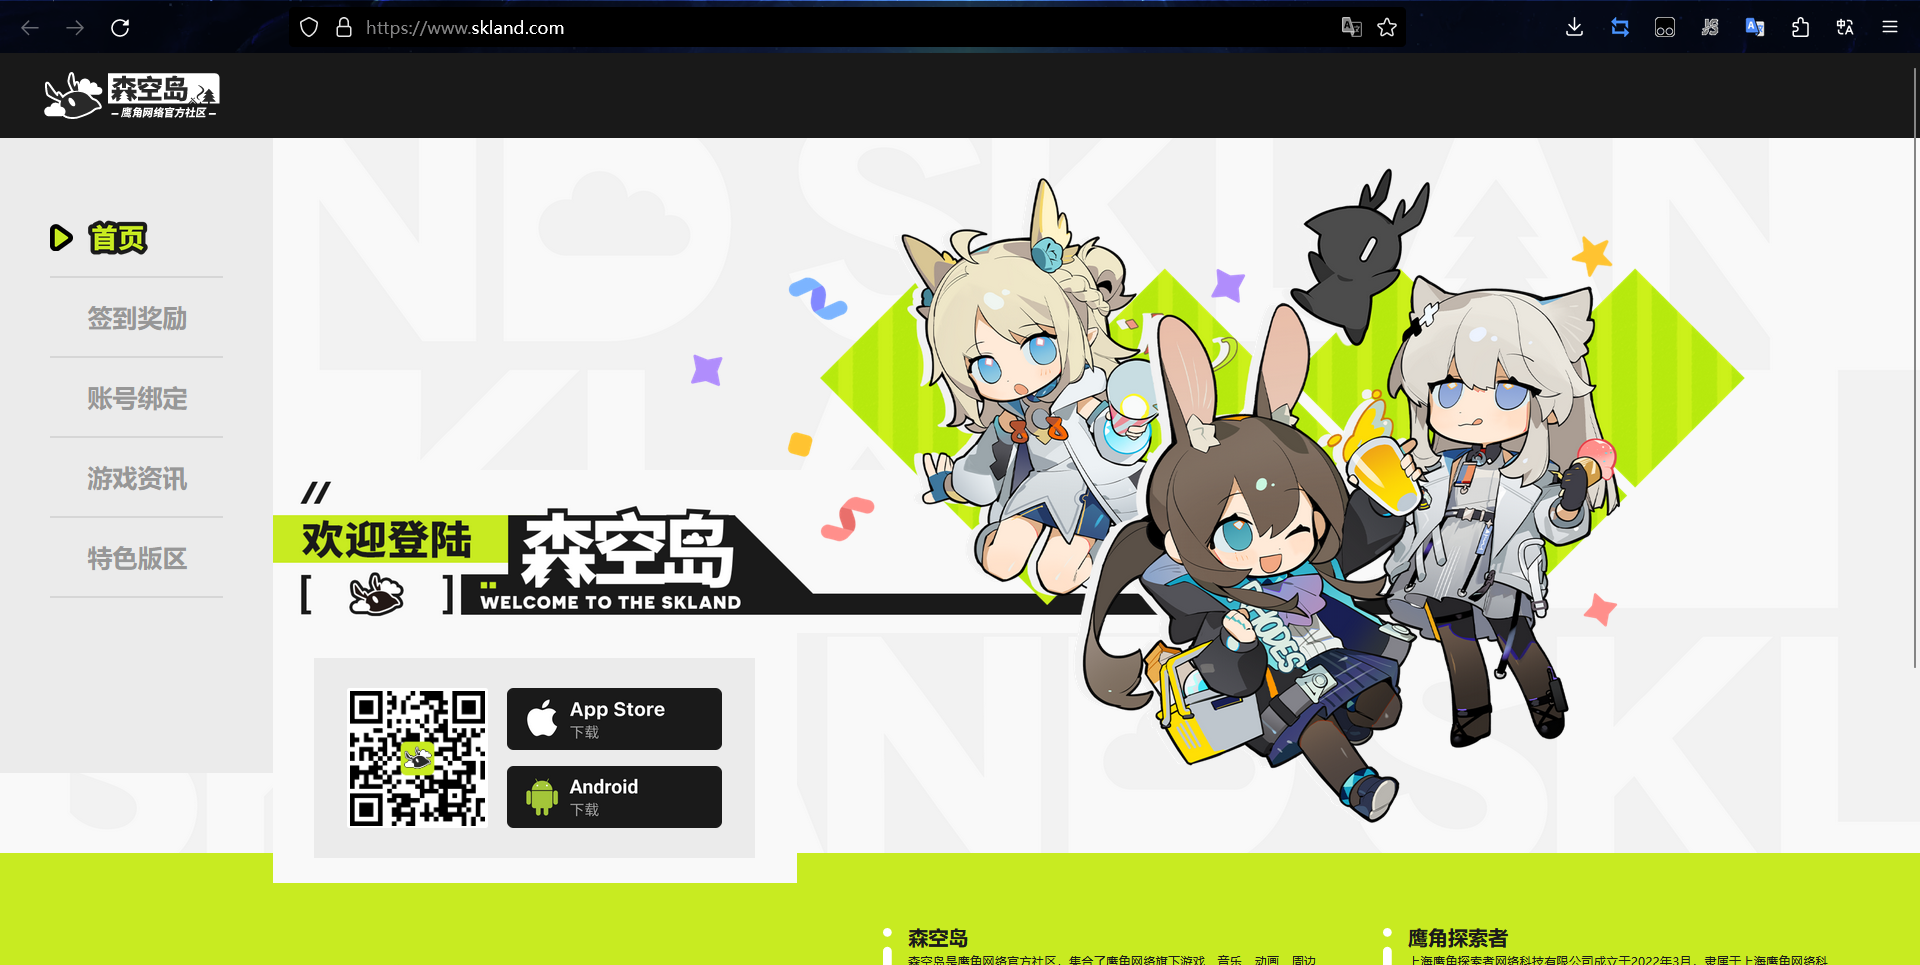 https://www.skland.com
森空岛
鹰角网络官方社区
首页
签到奖励
账号绑定
游戏资讯
特色版区
//
欢迎登陆
森空岛
[ ]
WELCOME TO THE SKLAND
App Store
下载
Android
下载
森空岛
森空岛是鹰角网络官方社区，集合了鹰角网络旗下游戏、音乐、动画、周边
鹰角探索者
上海鹰角探索者网络科技有限公司成立于2022年3月，隶属于上海鹰角网络科